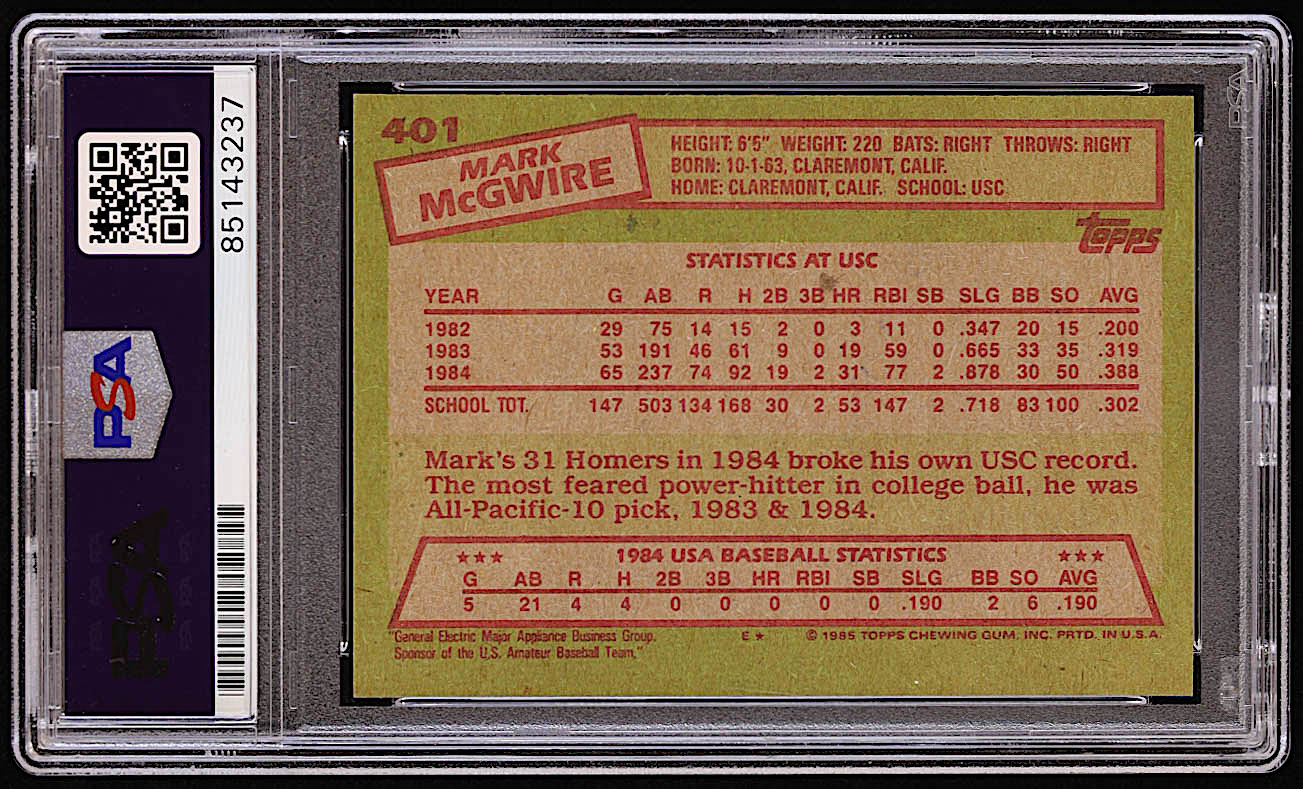 401
MARK
McGWIRE
HEIGHT: 6'5" WEIGHT: 220 BATS: RIGHT THROWS: RIGHT
BORN: 10-1-63, CLAREMONT, CALIF.
HOME: CLAREMONT, CALIF. SCHOOL: USC
topps
STATISTICS AT USC
YEAR G AB R H 2B 3B HR RBI SB SLG BB SO AVG
1982 29 75 14 15 2 0 3 11 0 .347 20 15 .200
1983 53 191 46 61 9 0 19 59 0 .665 33 35 .319
1984 65 237 74 92 19 2 31 77 2 .878 30 50 .388
SCHOOL TOT. 147 503 134 168 30 2 53 147 2 .718 83 100 .302
Mark's 31 Homers in 1984 broke his own USC record.
The most feared power-hitter in college ball, he was
All-Pacific-10 pick, 1983 & 1984.
★★★ 1984 USA BASEBALL STATISTICS ★★★
G AB R H 2B 3B HR RBI SB SLG BB SO AVG
5 21 4 4 0 0 0 0 0 .190 2 6 .190
"General Electric Major Appliance Business Group.
Sponsor of the U.S. Amateur Baseball Team."
E ★ © 1985 TOPPS CHEWING GUM, INC. PRTD. IN U.S.A.
85143237
PSA
PSA
PSA